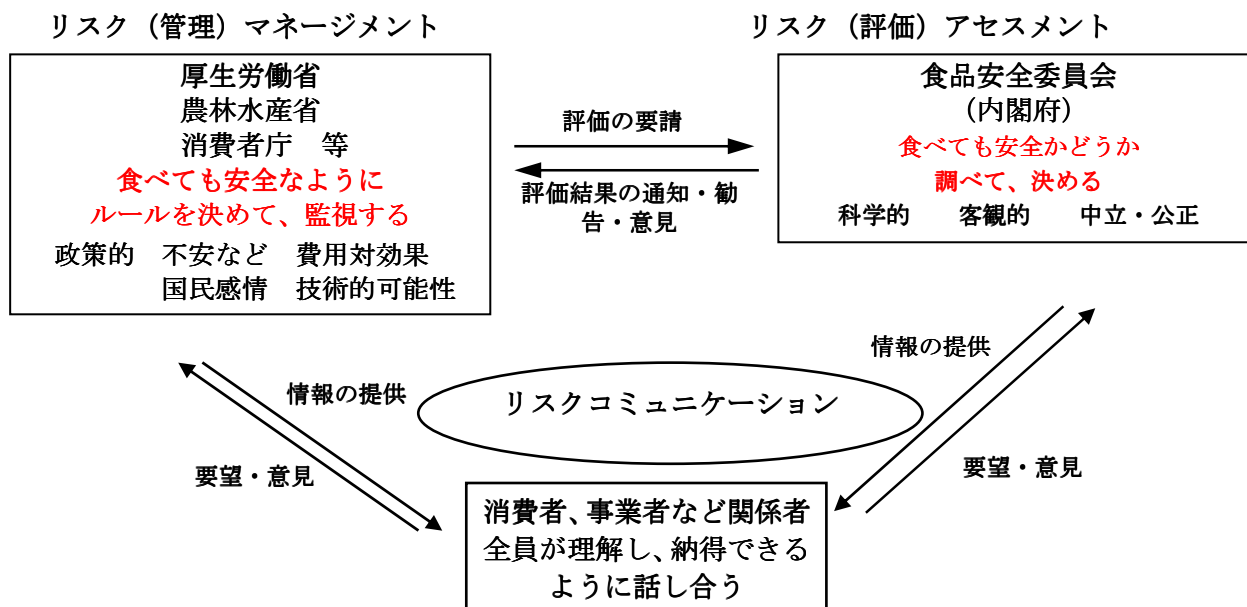 リスク（管理）マネージメント
厚生労働省
農林水産省
消費者庁　等
食べても安全なように
ルールを決めて、監視する
政策的　不安など　費用対効果
国民感情　技術的可能性
評価の要請
評価結果の通知・勧
告・意見
リスク（評価）アセスメント
食品安全委員会
（内閣府）
食べても安全かどうか
調べて、決める
科学的　　客観的　　中立・公正
情報の提供
要望・意見
リスクコミュニケーション
情報の提供
要望・意見
消費者、事業者など関係者
全員が理解し、納得できる
ように話し合う